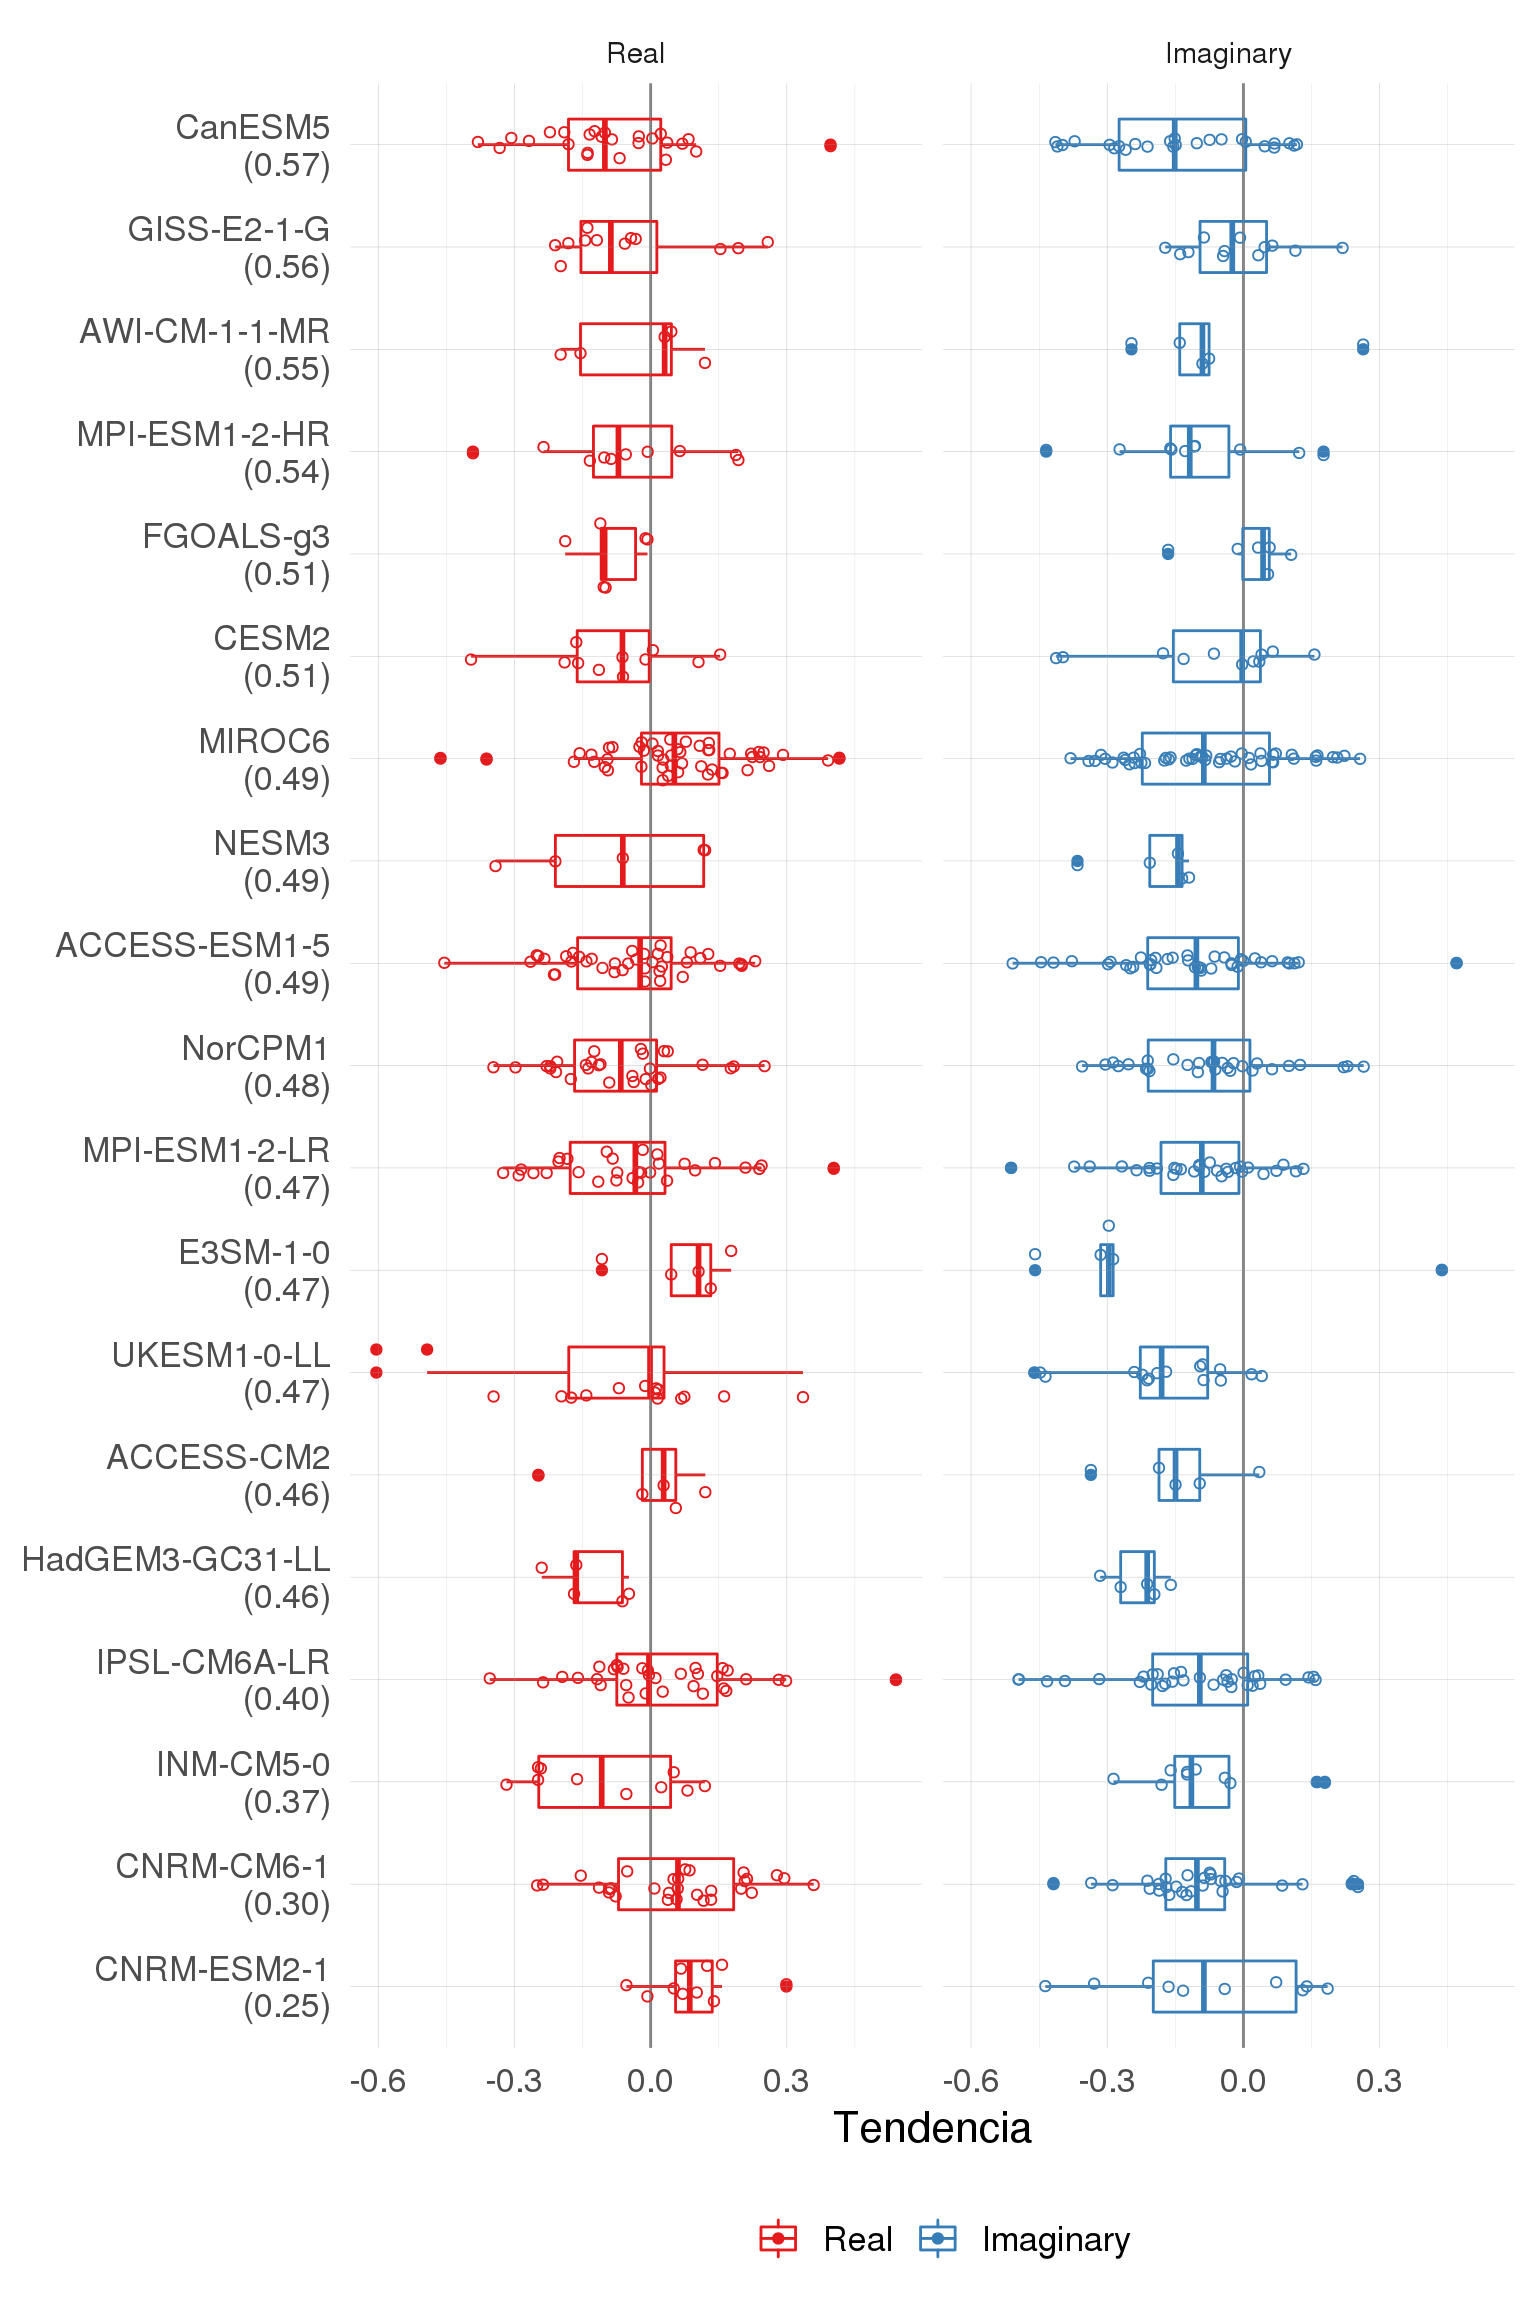 Real Imaginary
CanESM5
(0.57)
GISS-E2-1-G
(0.56)
AWI-CM-1-1-MR
(0.55)
MPI-ESM1-2-HR
(0.54)
FGOALS-g3
(0.51)
CESM2
(0.51)
MIROC6
(0.49)
NESM3
(0.49)
ACCESS-ESM1-5
(0.49)
NorCPM1
(0.48)
MPI-ESM1-2-LR
(0.47)
E3SM-1-0
(0.47)
UKESM1-0-LL
(0.47)
ACCESS-CM2
(0.46)
HadGEM3-GC31-LL
(0.46)
IPSL-CM6A-LR
(0.40)
INM-CM5-0
(0.37)
CNRM-CM6-1
(0.30)
CNRM-ESM2-1
(0.25)
-0.6 -0.3 0.0 0.3 -0.6 -0.3 0.0 0.3
Tendencia
Real Imaginary